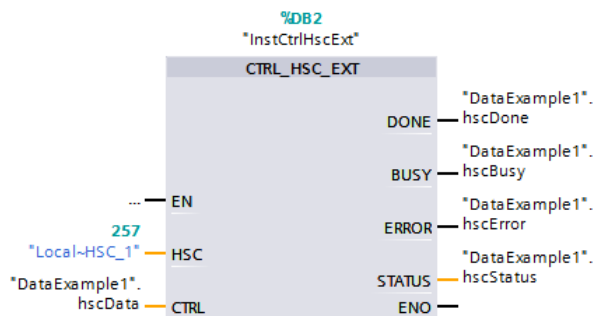 %DB2
"InstCtrlHscExt"
CTRL_HSC_EXT
"DataExample1".
DONE hscDone
"DataExample1".
BUSY hscBusy
... EN
"DataExample1".
257
ERROR hscError
"Local~HSC_1" HSC
"DataExample1".
"DataExample1".
STATUS hscStatus
hscData CTRL ENO